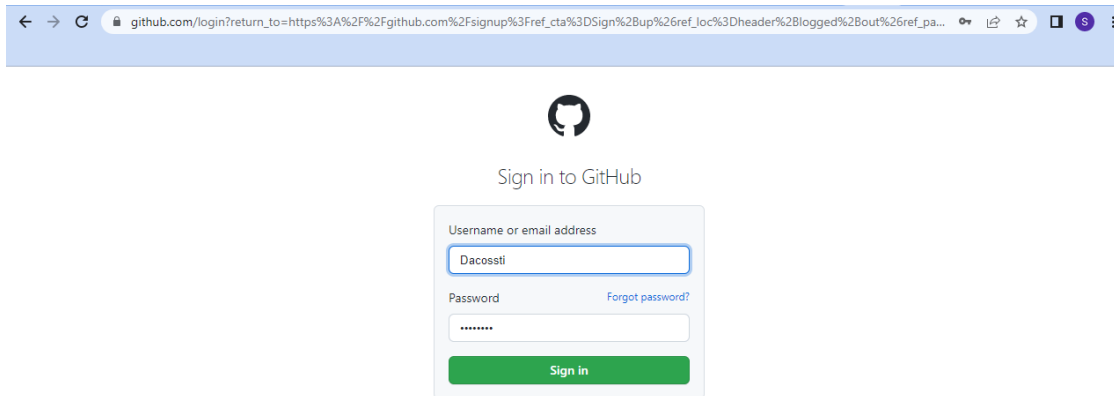 github.com/login?return_to=https%3A%2F%2Fgithub.com%2Fsignup%3Fref_cta%3DSign%2Bup%26ref_loc%3Dheader%2Blogged%2Bout%26ref_pa...
S
Sign in to GitHub
Username or email address
Dacossti
Password Forgot password?
••••••••
Sign in